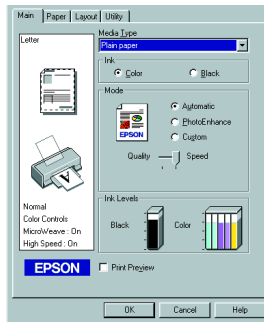 Main Paper Layout Utility
Letter
Media Type
Plain paper
Ink
Color Black
Mode
Automatic
PhotoEnhance
Custom
EPSON
Quality Speed
Normal
Color Controls
MicroWeave : On
High Speed : On
Ink Levels
Black Color
EPSON
Print Preview
OK Cancel Help